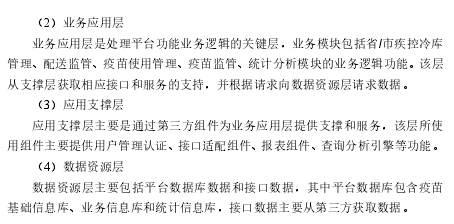 （2）业务应用层
业务应用层是处理平台功能业务逻辑的关键层，业务模块包括省/市疾控冷库
管理、配送监管、疫苗使用管理、疫苗监管、统计分析模块的业务逻辑功能。该层
从支撑层获取相应接口和服务的支持，并根据请求向数据资源层请求数据。
（3）应用支撑层
应用支撑层主要是通过第三方组件为业务应用层提供支撑和服务，该层所使
用组件主要提供用户管理认证、接口适配组件、报表组件、查询分析引擎等功能。
（4）数据资源层
数据资源层主要包括平台数据库数据和接口数据，其中平台数据库包含疫苗
基础信息库、业务信息库和统计信息库，接口数据主要从第三方获取数据。